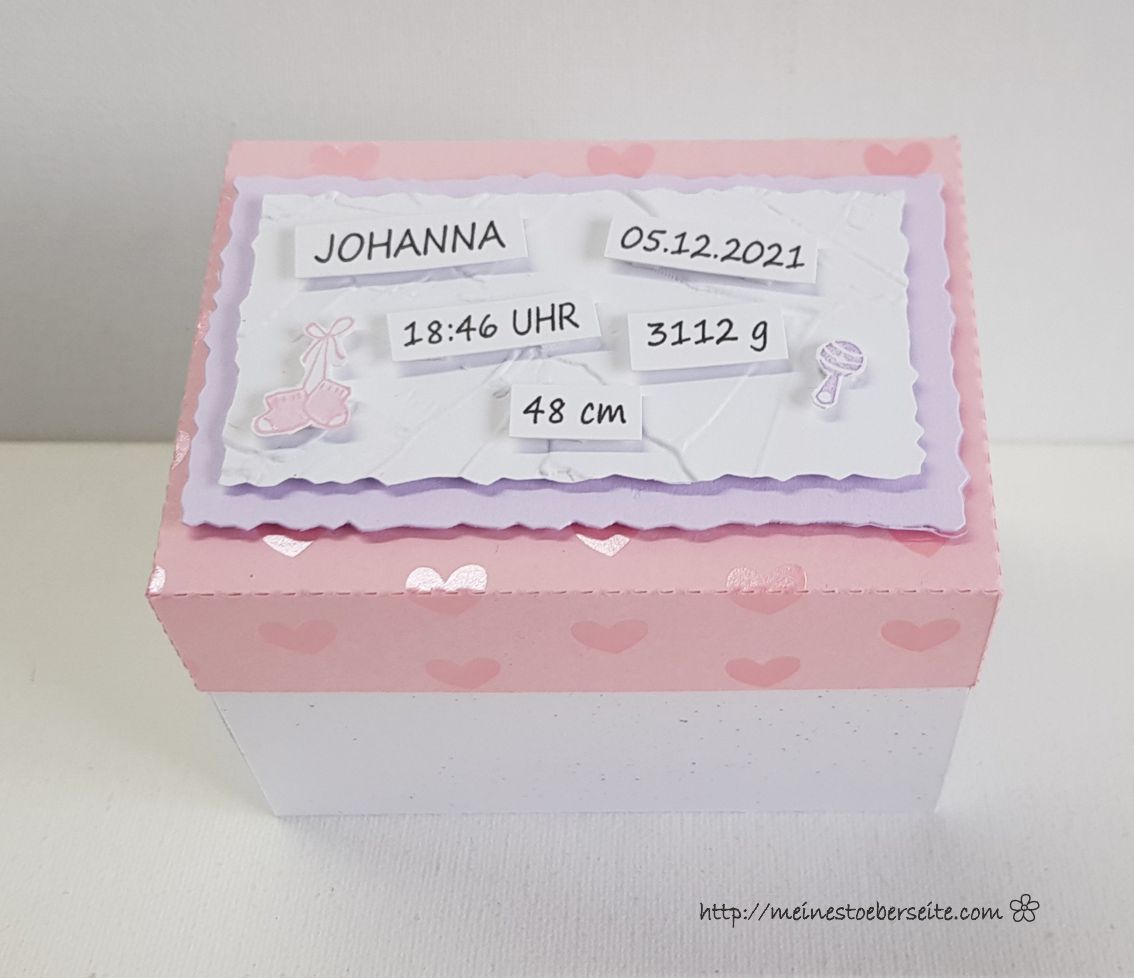 JOHANNA
05.12.2021
18:46 UHR
3112 g
48 cm
http://meinestoeberseite.com